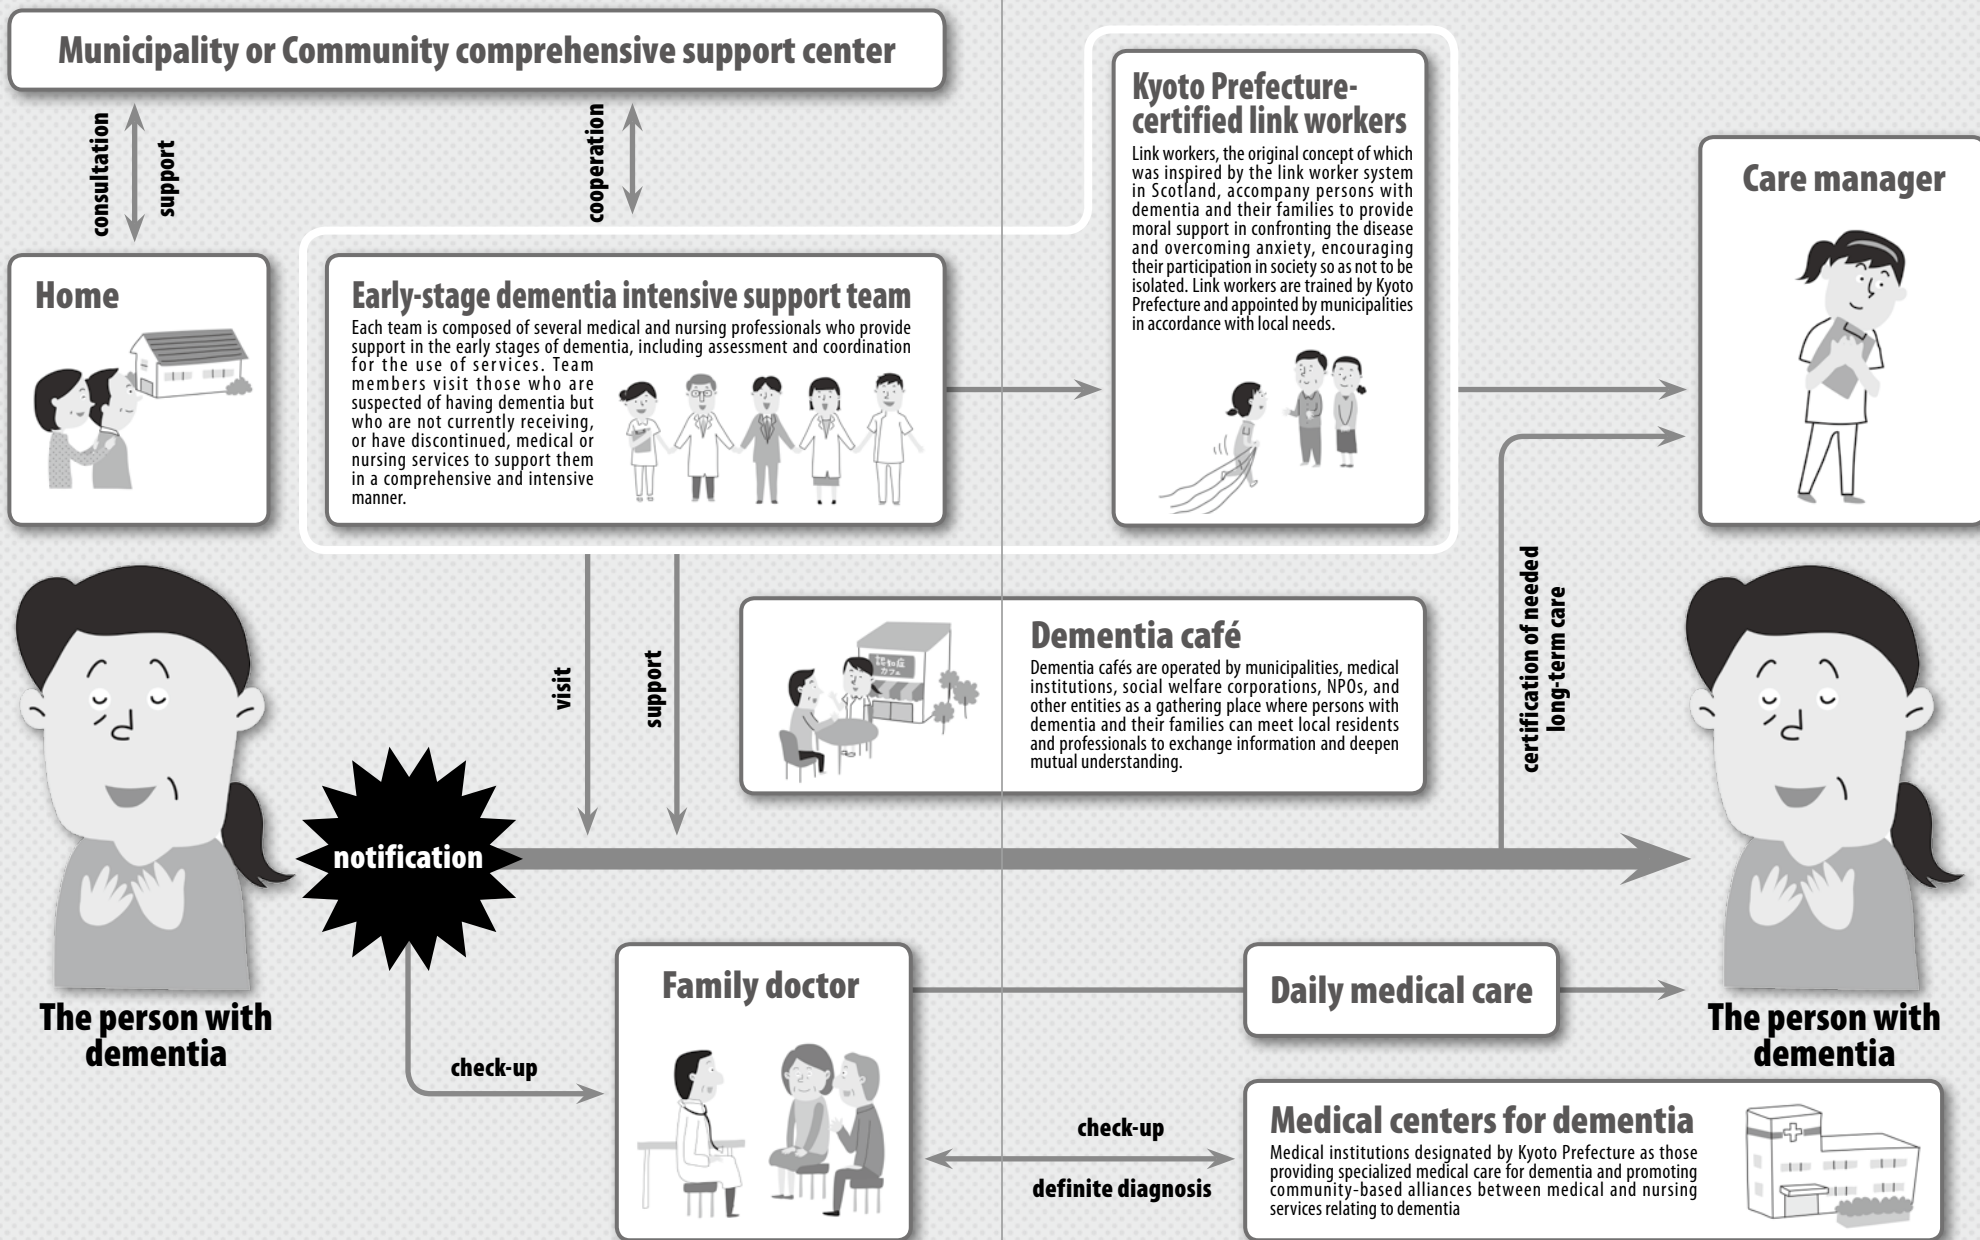 Municipality or Community comprehensive support center
consultation
support
cooperation
Home
Early-stage dementia intensive support team
Each team is composed of several medical and nursing professionals who provide
support in the early stages of dementia, including assessment and coordination
for the use of services. Team
members visit those who are
suspected of having dementia but
who are not currently receiving,
or have discontinued, medical or
nursing services to support them
in a comprehensive and intensive
manner.
Kyoto Prefecture-
certified link workers
Link workers, the original concept of which
was inspired by the link worker system
in Scotland, accompany persons with
dementia and their families to provide
moral support in confronting the disease
and overcoming anxiety, encouraging
their participation in society so as not to be
isolated. Link workers are trained by Kyoto
Prefecture and appointed by municipalities
in accordance with local needs.
Care manager
visit
support
認知症
カフェ
Dementia café
Dementia cafés are operated by municipalities, medical
institutions, social welfare corporations, NPOs, and
other entities as a gathering place where persons with
dementia and their families can meet local residents
and professionals to exchange information and deepen
mutual understanding.
certification of needed
long-term care
notification
The person with
dementia
check-up
Family doctor
Daily medical care
The person with
dementia
check-up
definite diagnosis
Medical centers for dementia
Medical institutions designated by Kyoto Prefecture as those
providing specialized medical care for dementia and promoting
community-based alliances between medical and nursing
services relating to dementia